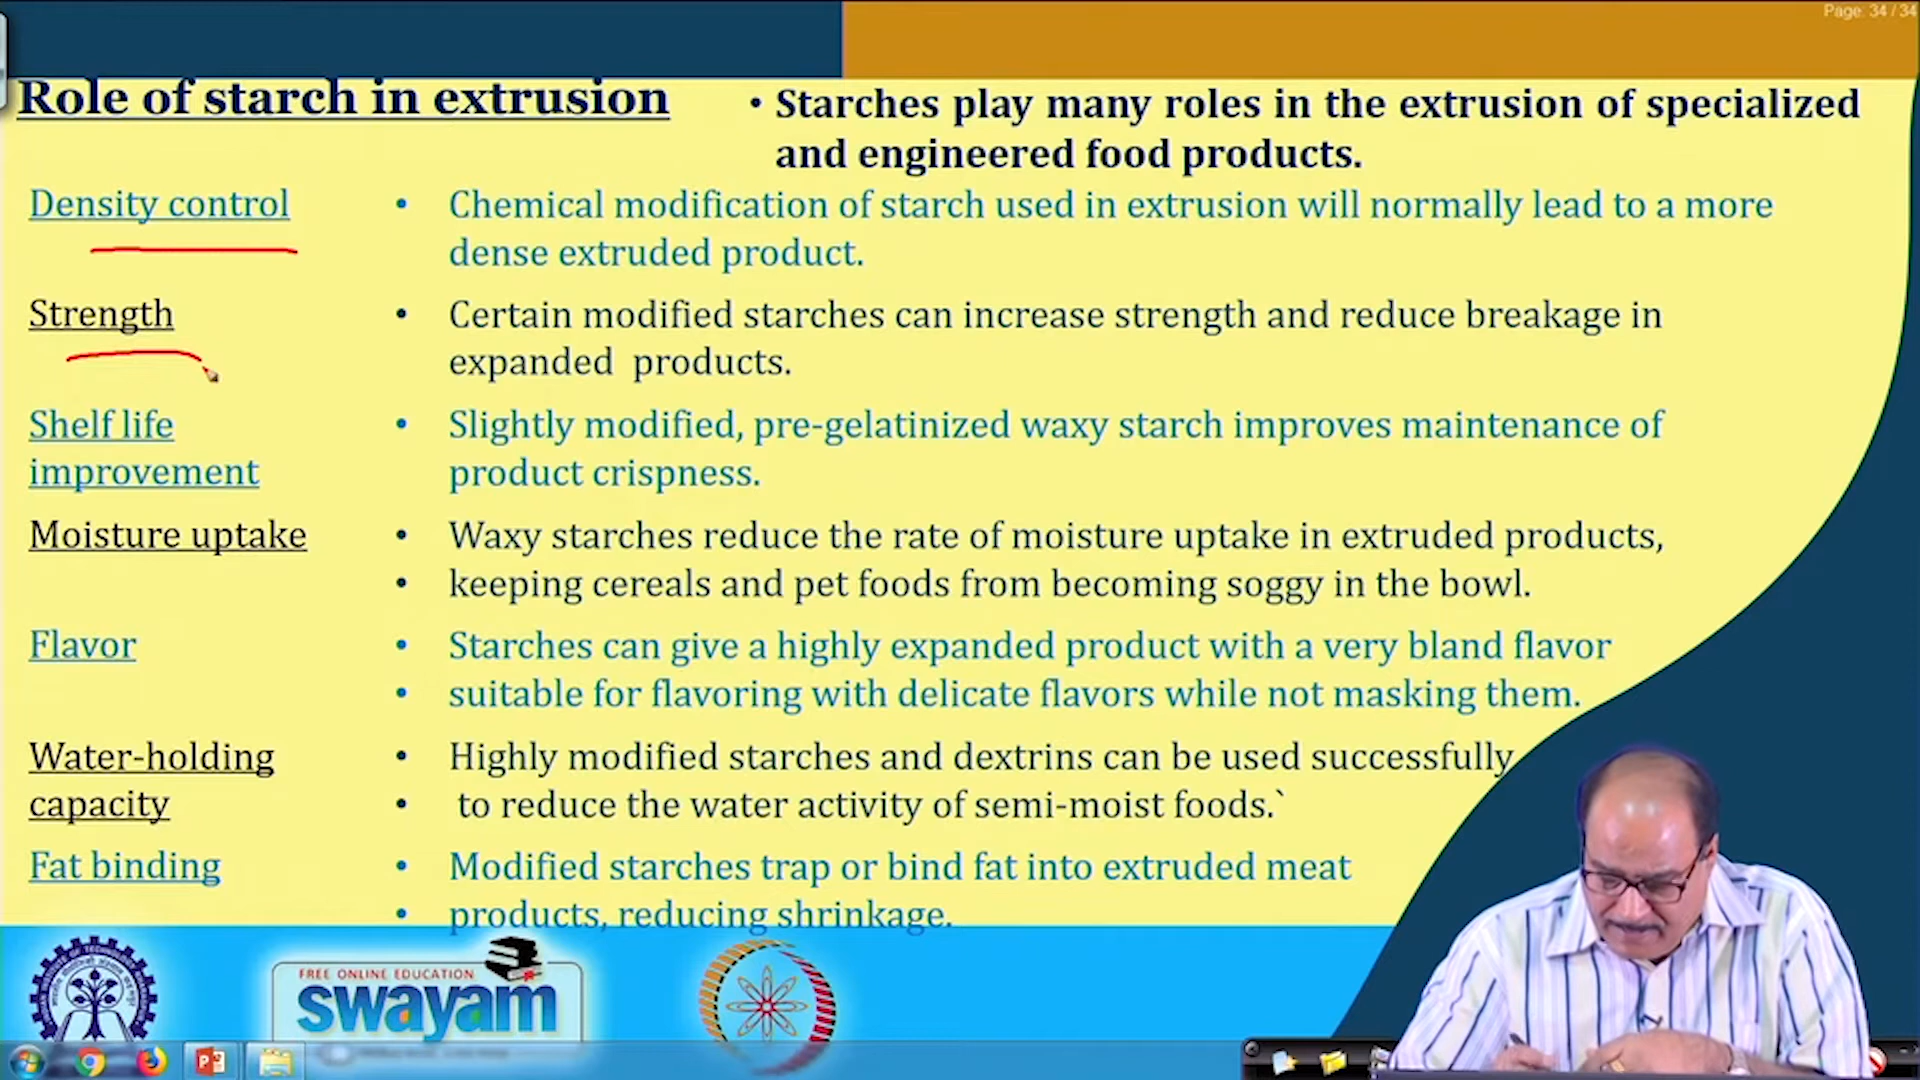 Page: 34 / 34
Role of starch in extrusion
• Starches play many roles in the extrusion of specialized
and engineered food products.
Density control
• Chemical modification of starch used in extrusion will normally lead to a more
dense extruded product.
Strength
• Certain modified starches can increase strength and reduce breakage in
expanded products.
Shelf life
improvement
• Slightly modified, pre-gelatinized waxy starch improves maintenance of
product crispness.
Moisture uptake
• Waxy starches reduce the rate of moisture uptake in extruded products,
• keeping cereals and pet foods from becoming soggy in the bowl.
Flavor
• Starches can give a highly expanded product with a very bland flavor
• suitable for flavoring with delicate flavors while not masking them.
Water-holding
capacity
• Highly modified starches and dextrins can be used successfully
• to reduce the water activity of semi-moist foods.`
Fat binding
• Modified starches trap or bind fat into extruded meat
• products, reducing shrinkage.
FREE ONLINE EDUCATION
swayam